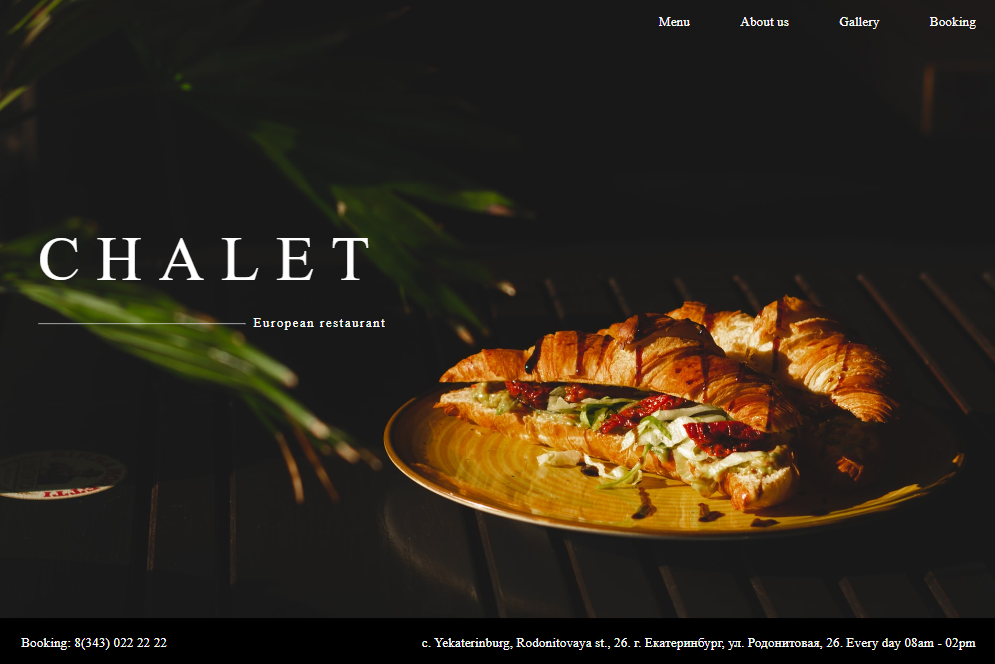 Menu About us Gallery Booking
CHALET
European restaurant
Booking: 8(343) 022 22 22
с. Yekaterinburg, Rodonitovaya st., 26. г. Екатеринбург, ул. Родонитовая, 26. Every day 08am - 02pm